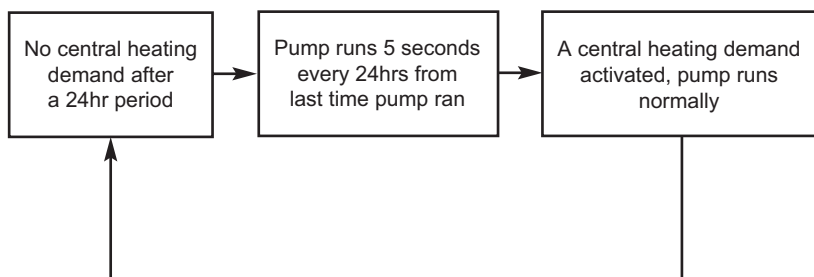 No central heating
demand after
a 24hr period
Pump runs 5 seconds
every 24hrs from
last time pump ran
A central heating demand
activated, pump runs
normally